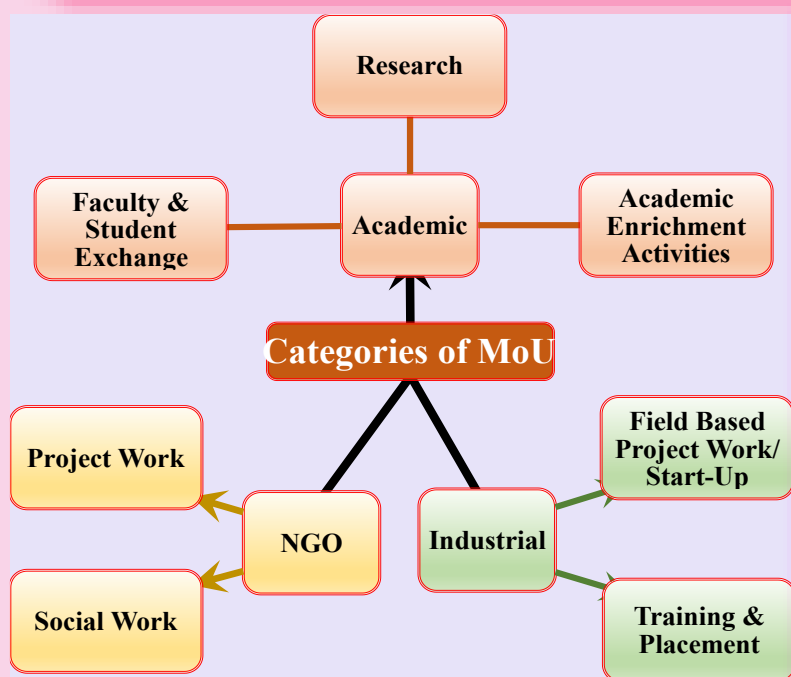 Research
Faculty &
Student
Exchange
Academic
Academic
Enrichment
Activities
Categories of MoU
Project Work
NGO
Industrial
Field Based
Project Work/
Start-Up
Social Work
Training &
Placement